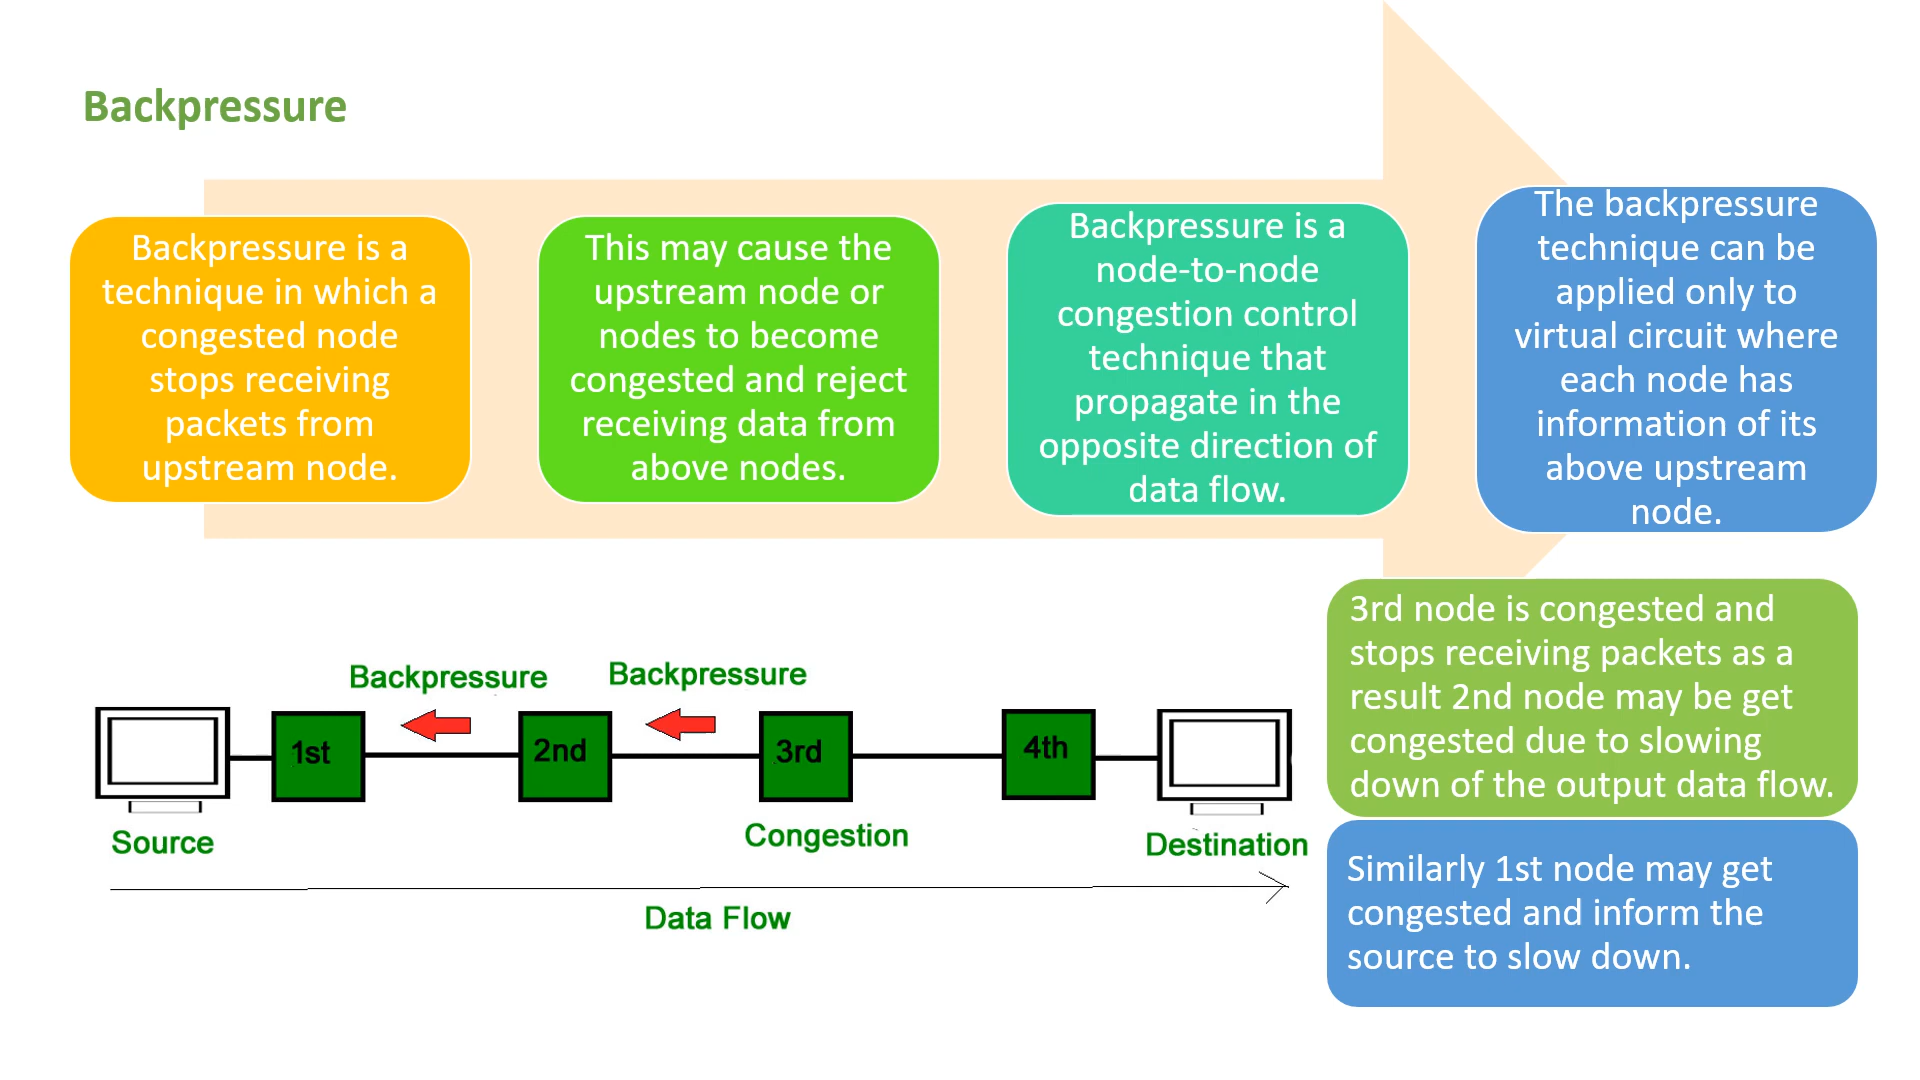 Backpressure
Backpressure is a
technique in which a
congested node
stops receiving
packets from
upstream node.
This may cause the
upstream node or
nodes to become
congested and reject
receiving data from
above nodes.
Backpressure is a
node-to-node
congestion control
technique that
propagate in the
opposite direction of
data flow.
The backpressure
technique can be
applied only to
virtual circuit where
each node has
information of its
above upstream
node.
Backpressure
Backpressure
1st
2nd
3rd
4th
Source
Congestion
Destination
Data Flow
3rd node is congested and
stops receiving packets as a
result 2nd node may be get
congested due to slowing
down of the output data flow.
Similarly 1st node may get
congested and inform the
source to slow down.